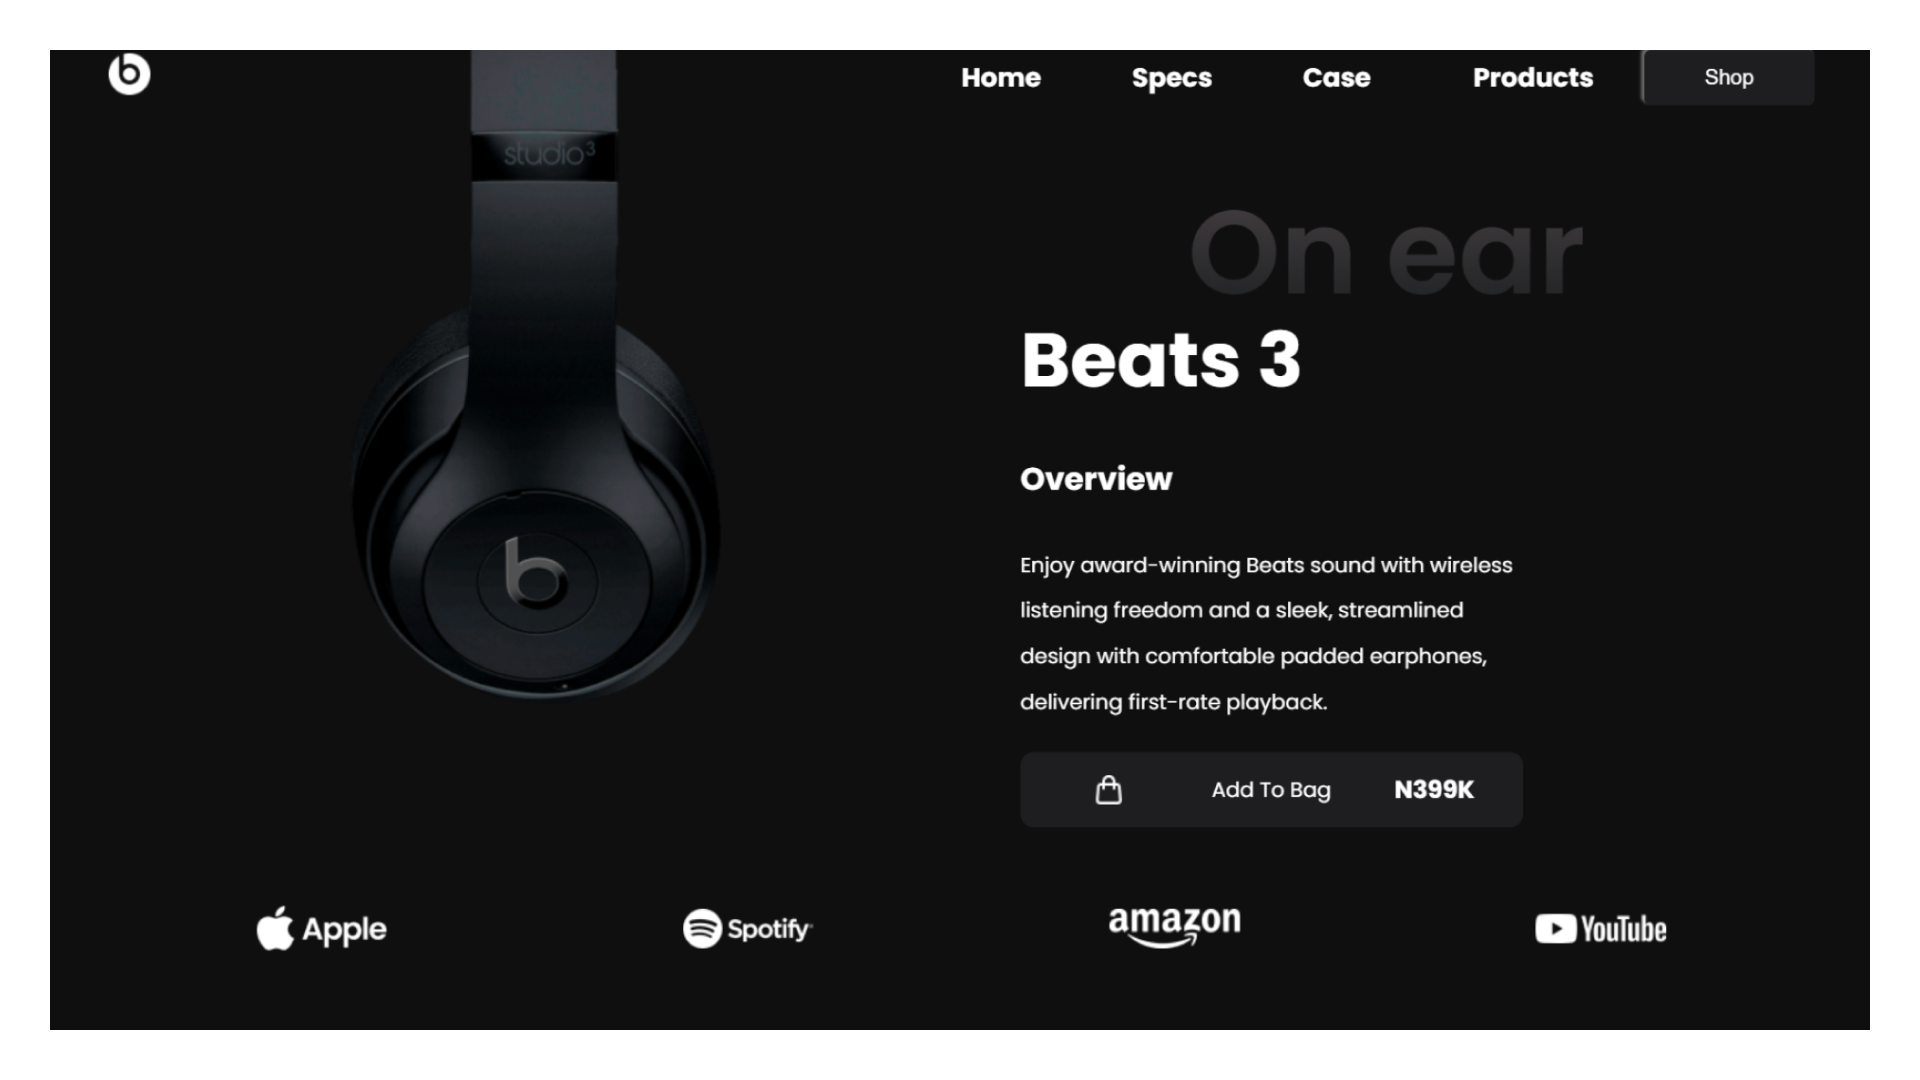 Home Specs Case Products Shop
studio3
On ear
Beats 3
Overview
Enjoy award-winning Beats sound with wireless
listening freedom and a sleek, streamlined
design with comfortable padded earphones,
delivering first-rate playback.
Add To Bag N399K
Apple Spotify amazon YouTube